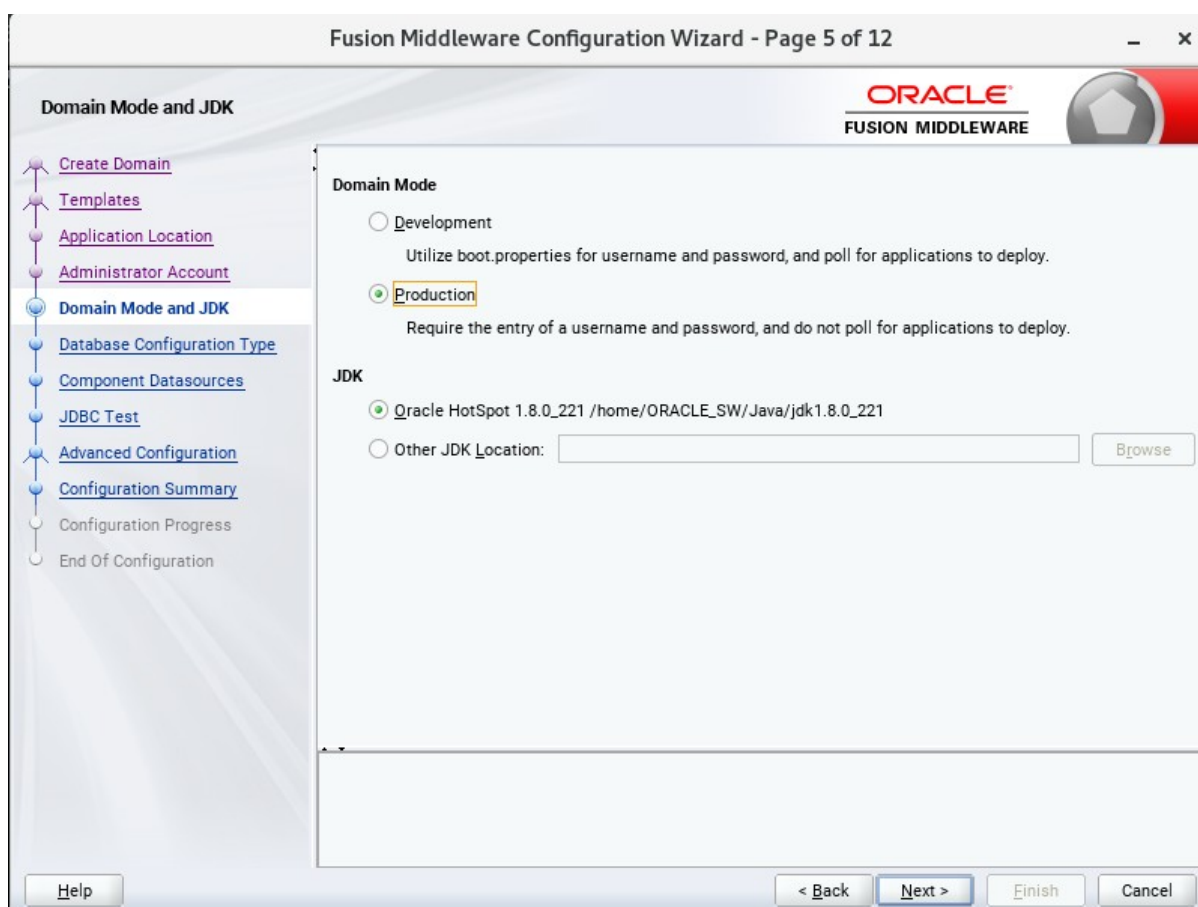 Fusion Middleware Configuration Wizard - Page 5 of 12
Domain Mode and JDK
ORACLE
FUSION MIDDLEWARE
Create Domain
Templates
Application Location
Administrator Account
Domain Mode and JDK
Database Configuration Type
Component Datasources
JDBC Test
Advanced Configuration
Configuration Summary
Configuration Progress
End Of Configuration
Domain Mode
Development
Utilize boot.properties for username and password, and poll for applications to deploy.
Production
Require the entry of a username and password, and do not poll for applications to deploy.
JDK
Oracle HotSpot 1.8.0_221 /home/ORACLE_SW/Java/jdk1.8.0_221
Other JDK Location:
Browse
Help
< Back
Next >
Finish
Cancel